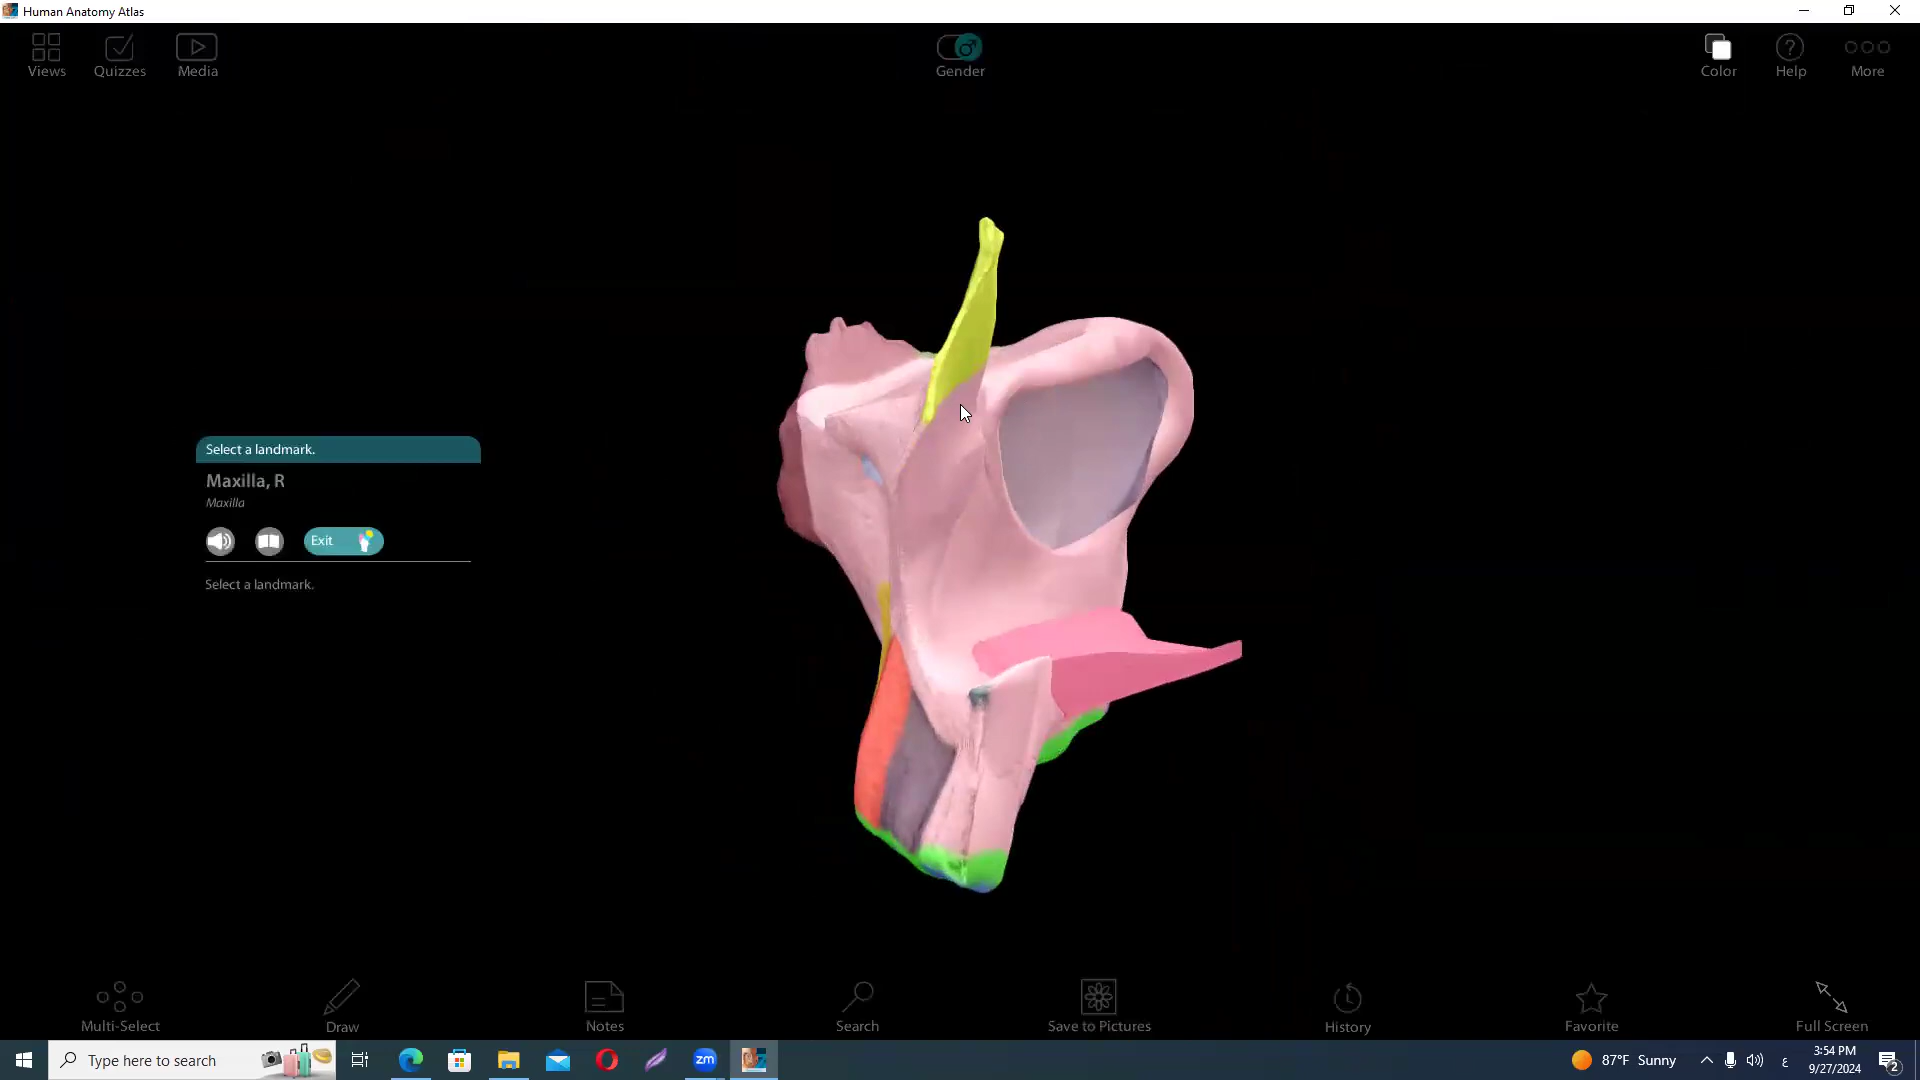 Human Anatomy Atlas
Views
Quizzes
Media
Gender
Color
Help
More
Select a landmark.
Maxilla, R
Maxilla
Exit
Select a landmark.
Multi-Select
Draw
Notes
Search
Save to Pictures
History
Favorite
Full Screen
Type here to search
zm
87°F Sunny
ع
3:54 PM
9/27/2024
2